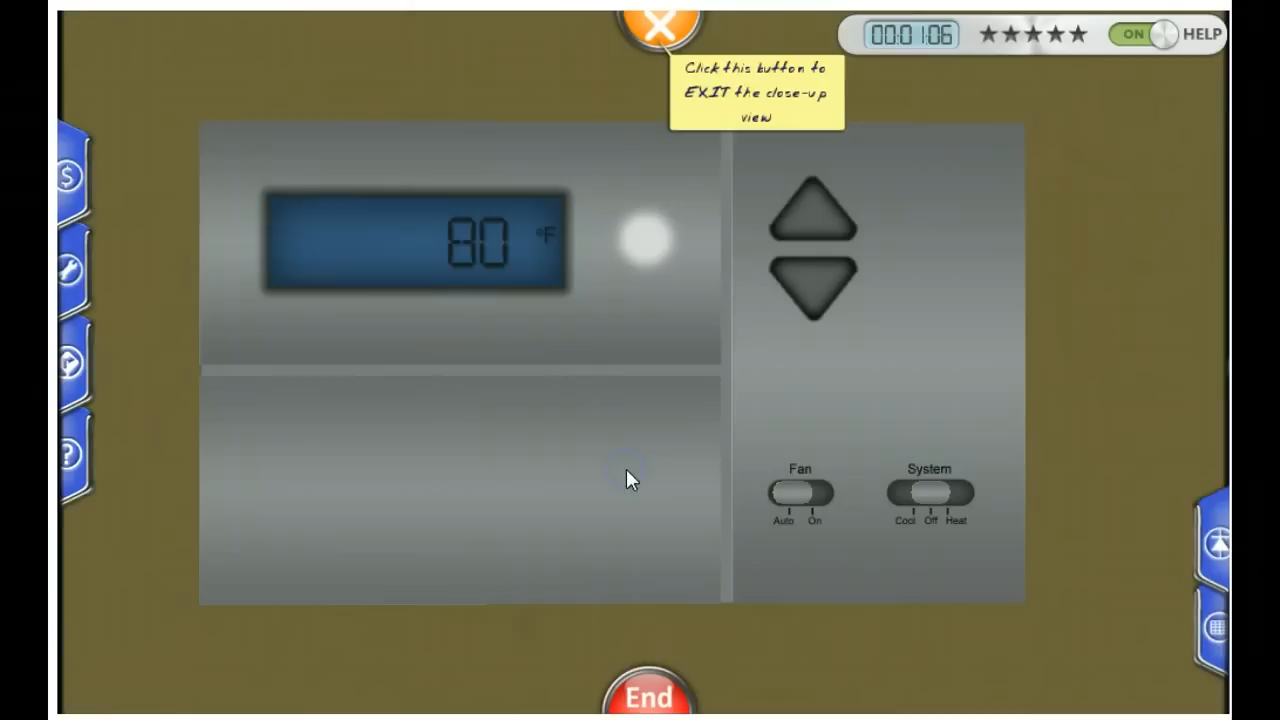 00:01:06
ON HELP
Click this button to
EXIT the close-up
view
80 °F
Fan
System
Auto On
Cool Off Heat
$
?
End